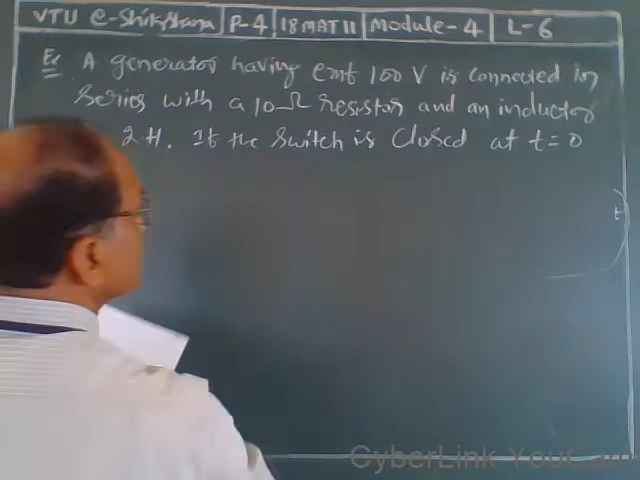 VTU e-Shikshana P-4 18MAT11 Module-4 L-6
Ex A generator having emf 100 V is connected in
Series with a 10Ω resistor and an inductor
2 H. If the switch is closed at t = 0
t
CyberLink YouCam